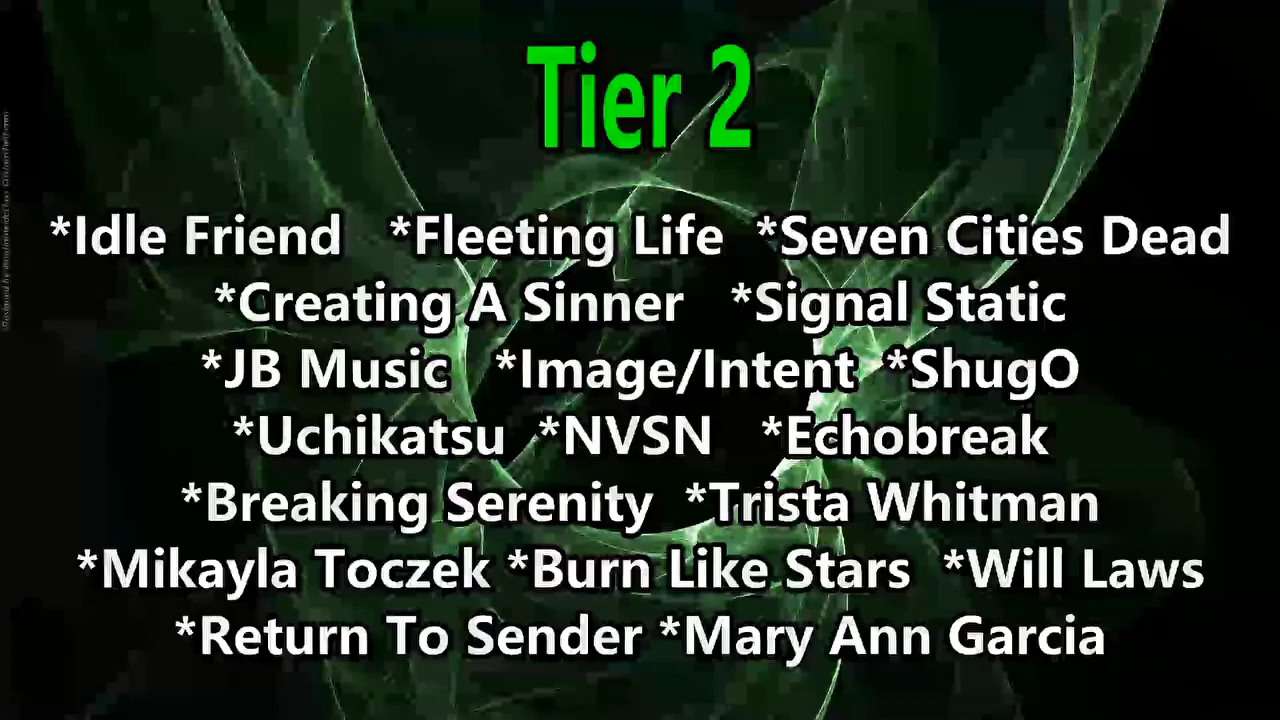 Tier 2
*Idle Friend *Fleeting Life *Seven Cities Dead
*Creating A Sinner *Signal Static
*JB Music *Image/Intent *ShugO
*Uchikatsu *NVSN *Echobreak
*Breaking Serenity *Trista Whitman
*Mikayla Toczek *Burn Like Stars *Will Laws
*Return To Sender *Mary Ann Garcia